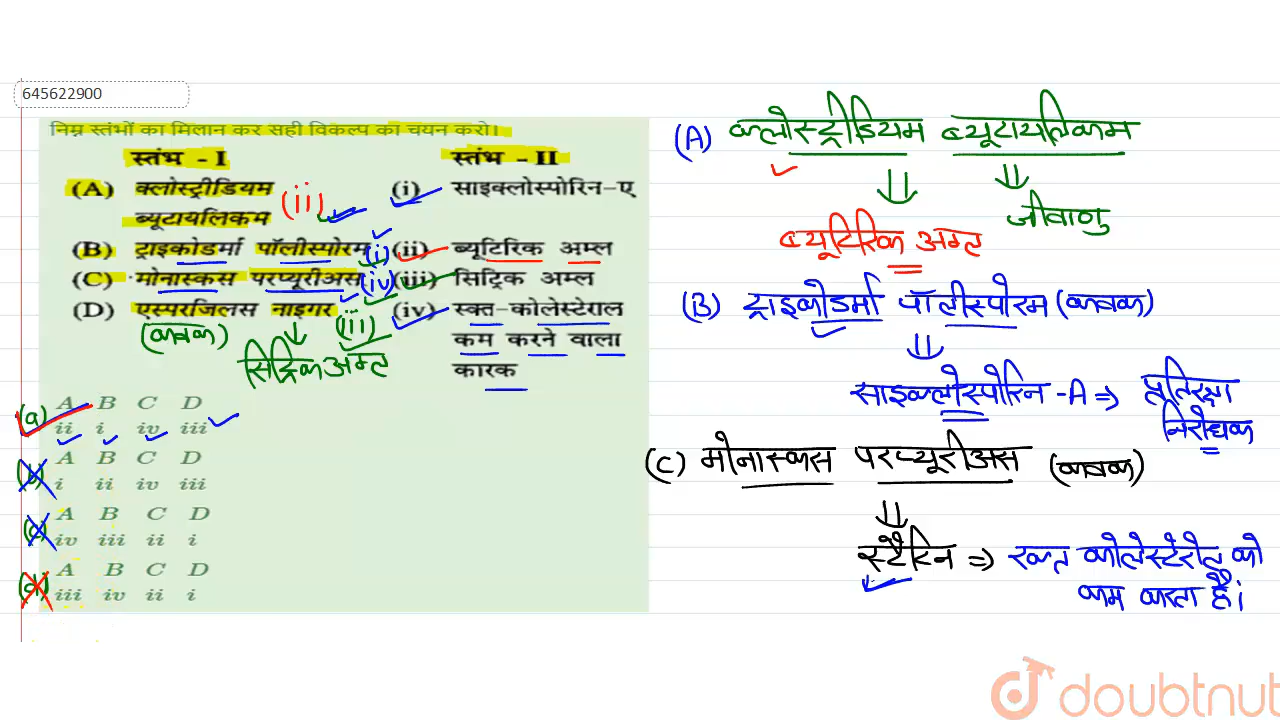 645622900
निम्न स्तंभों का मिलान कर सही विकल्प का चयन करो।
स्तंभ - I स्तंभ - II
(A) क्लोस्ट्रीडियम (i) साइक्लोस्पोरिन-ए
ब्यूटायलिकम (ii)
(B) ट्राइकोडर्मा पॉलीस्पोरम (i) (ii) ब्यूटिरिक अम्ल
(C) मोनास्कस परप्यूरीअस (iv) (iii) सिट्रिक अम्ल
(D) एस्परजिलस नाइगर (iii) (iv) रक्त-कोलेस्टेराल
(कवक) कम करने वाला
सिट्रिक अम्ल कारक
(a) A B C D
ii i iv iii
(b) A B C D
i ii iv iii
(c) A B C D
iv iii ii i
(d) A B C D
iii iv ii i
(A) क्लोस्ट्रीडियम ब्यूटायलिकम
⇓ ⇓
जीवाणु
ब्यूटिरिक अम्ल
(B) ट्राइकोडर्मा पॉलीस्पोरम (कवक)
⇓
साइक्लोस्पोरिन -A ⇒ प्रतिरक्षा
निरोधक
(C) मोनास्कस परप्यूरीअस (कवक)
⇓
स्टैरिन ⇒ रक्त कोलेस्टेरोल को
कम करता है।
doubtnut